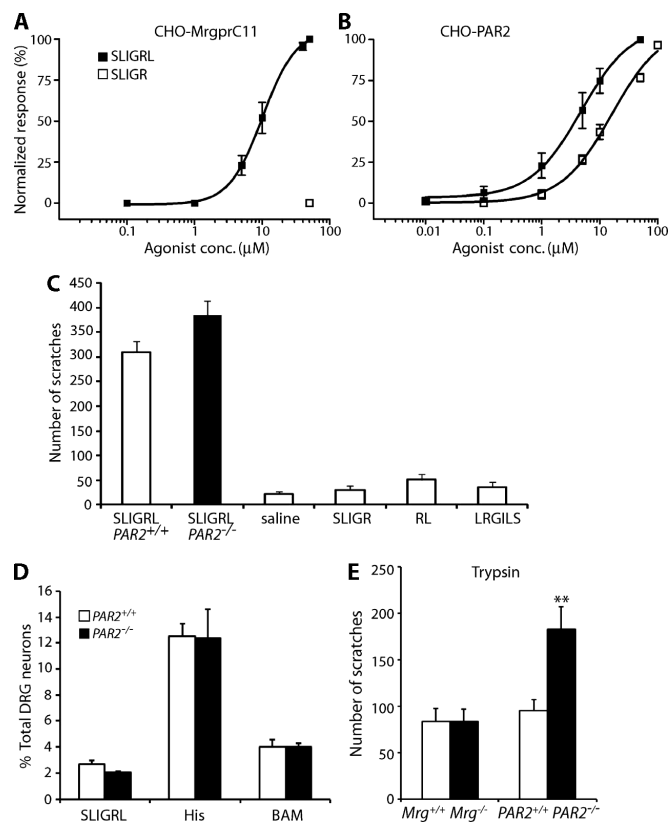 A
CHO-MrgprC11
Normalized response (%)
100
75
50
25
0
SLIGRL
SLIGR
0.1
1
10
100
Agonist conc. (μM)
B
CHO-PAR2
100
75
50
25
0
0.01
0.1
1
10
100
Agonist conc. (μM)
C
Number of scratches
450
400
350
300
350
200
150
100
50
0
SLIGRL
PAR2+/+
SLIGRL
PAR2-/-
saline
SLIGR
RL
LRGILS
D
% Total DRG neurons
16
14
12
10
8
6
4
2
0
PAR2+/+
PAR2-/-
SLIGRL
His
BAM
E
Trypsin
Number of scratches
250
200
150
100
50
0
**
Mrg+/+ Mrg-/-
PAR2+/+ PAR2-/-